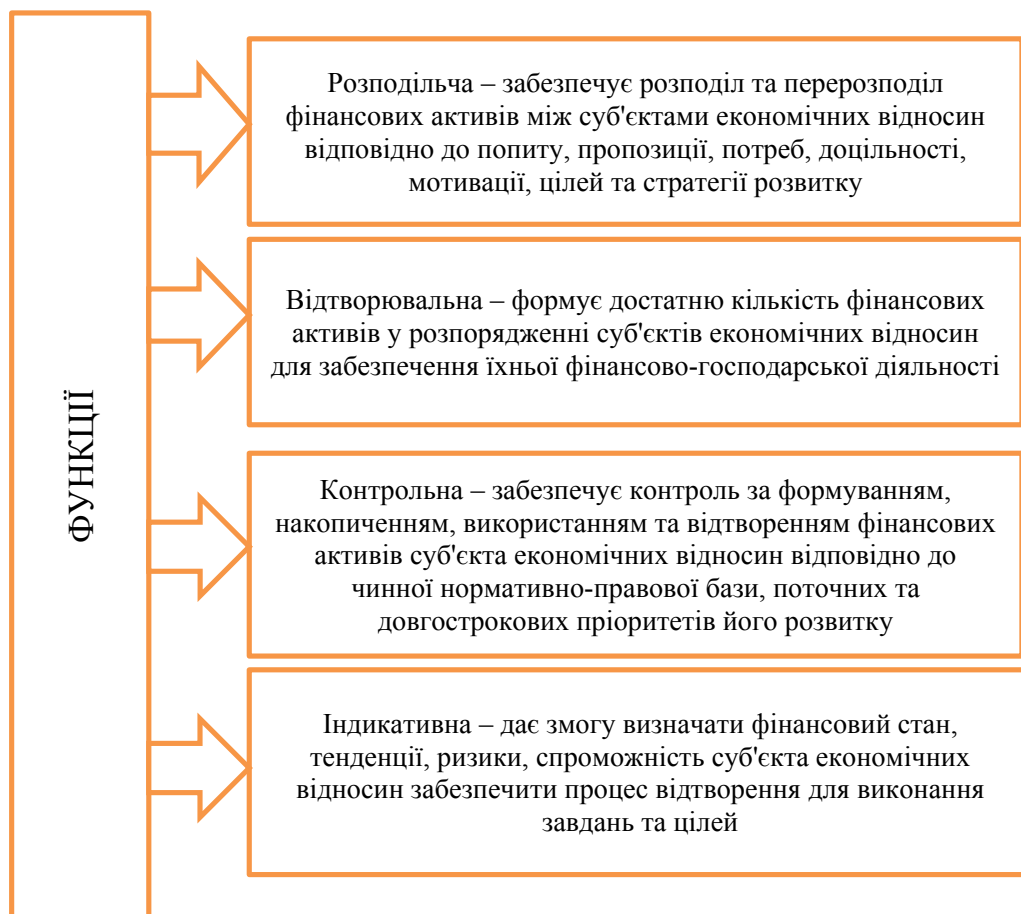 ФУНКЦІЇ
Розподільча – забезпечує розподіл та перерозподіл
фінансових активів між суб'єктами економічних відносин
відповідно до попиту, пропозиції, потреб, доцільності,
мотивації, цілей та стратегії розвитку
Відтворювальна – формує достатню кількість фінансових
активів у розпорядженні суб'єктів економічних відносин
для забезпечення їхньої фінансово-господарської діяльності
Контрольна – забезпечує контроль за формуванням,
накопиченням, використанням та відтворенням фінансових
активів суб'єкта економічних відносин відповідно до
чинної нормативно-правової бази, поточних та
довгострокових пріоритетів його розвитку
Індикативна – дає змогу визначати фінансовий стан,
тенденції, ризики, спроможність суб'єкта економічних
відносин забезпечити процес відтворення для виконання
завдань та цілей